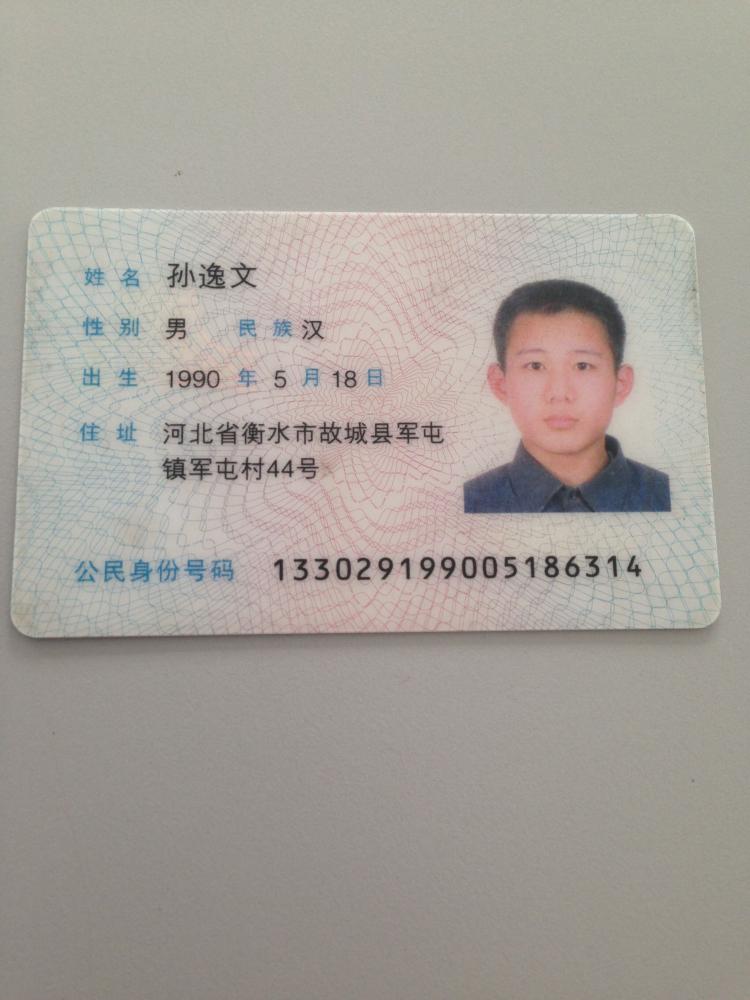 姓名 孙逸文
性别 男 民族 汉
出生 1990 年 5 月 18 日
住址 河北省衡水市故城县军屯
镇军屯村44号
公民身份号码 133029199005186314